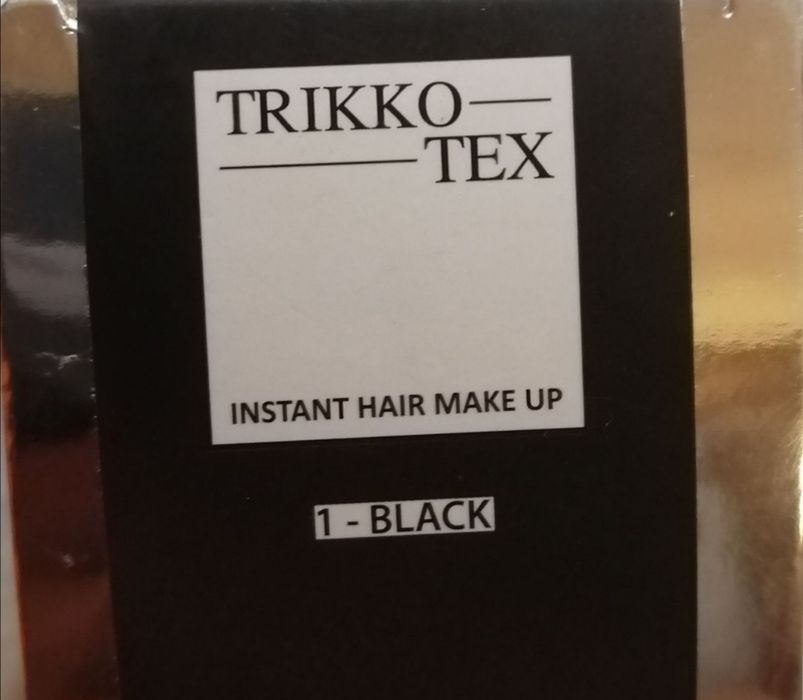 TRIKKO
TEX
INSTANT HAIR MAKE UP
1 - BLACK